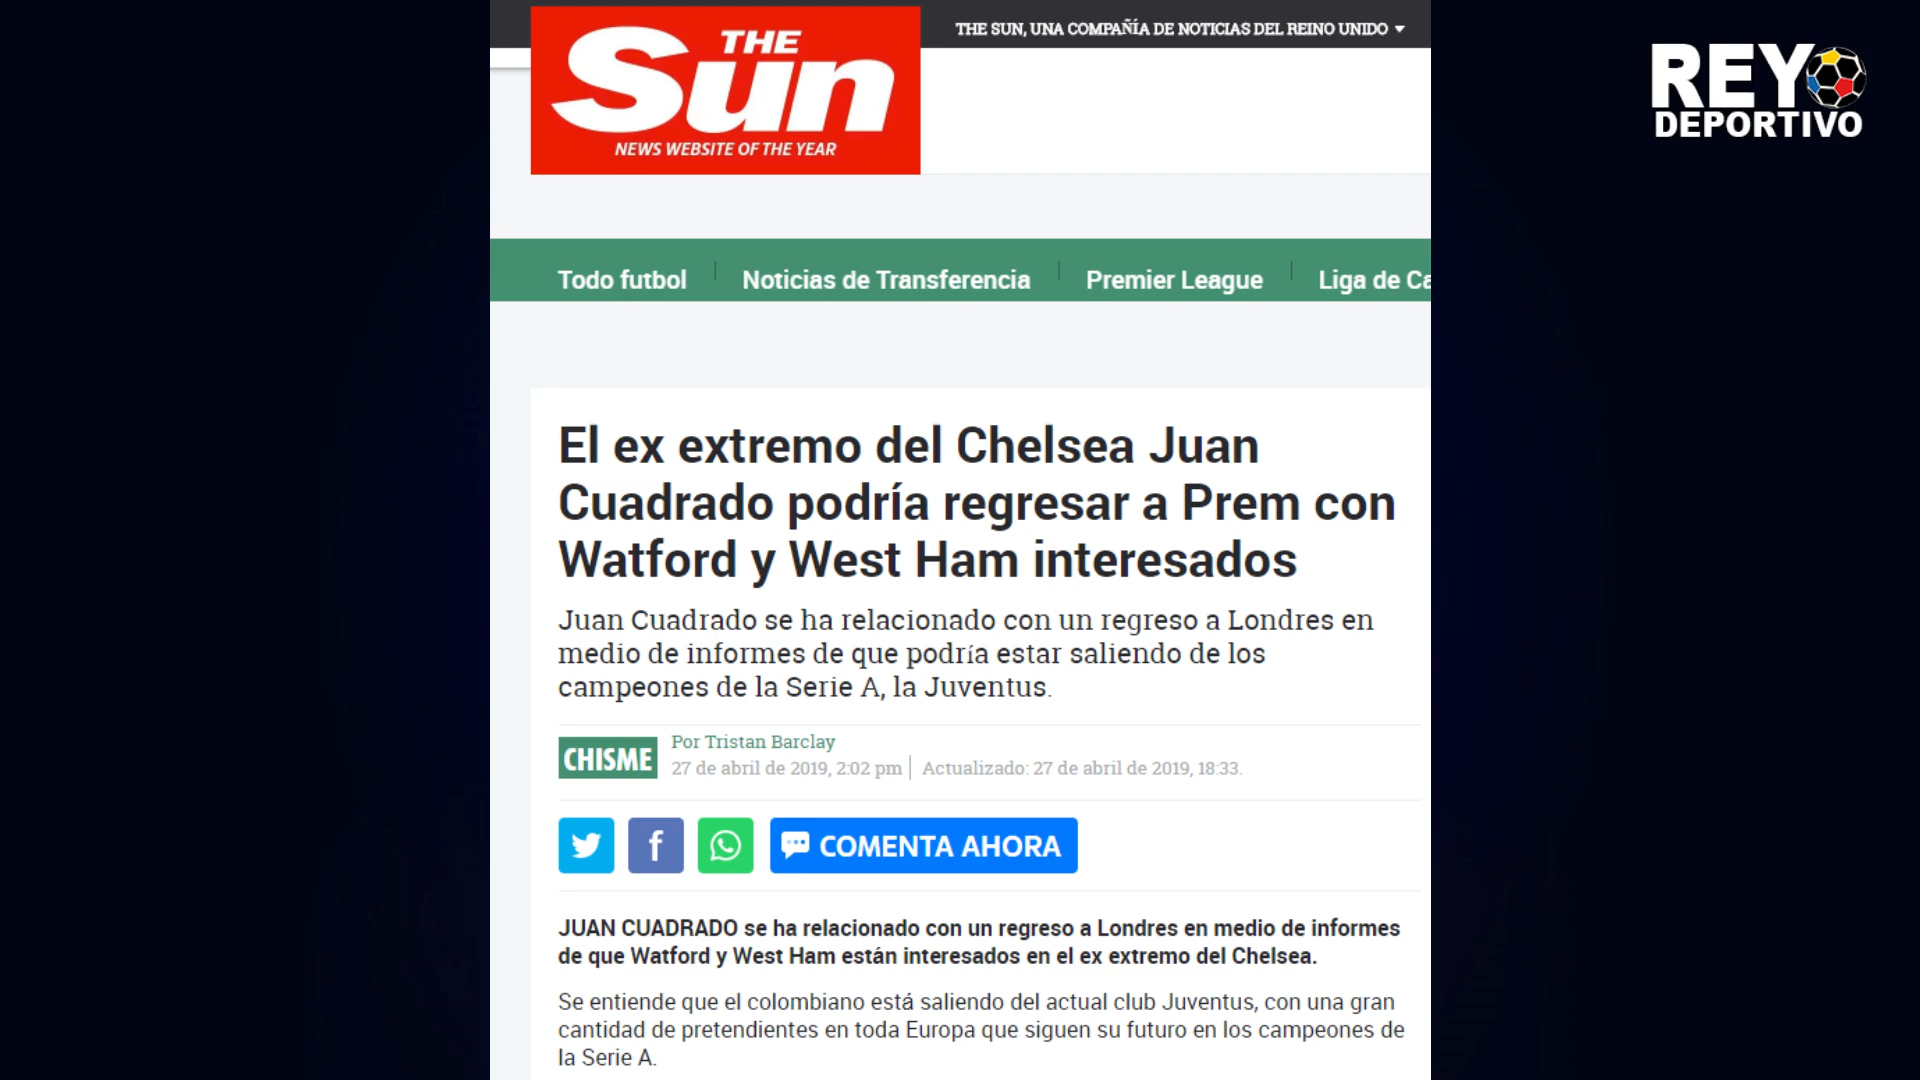 THE SUN, UNA COMPAÑÍA DE NOTICIAS DEL REINO UNIDO
THE
Sun
NEWS WEBSITE OF THE YEAR
REY
DEPORTIVO
Todo futbol Noticias de Transferencia Premier League Liga de Ca
El ex extremo del Chelsea Juan
Cuadrado podría regresar a Prem con
Watford y West Ham interesados
Juan Cuadrado se ha relacionado con un regreso a Londres en
medio de informes de que podría estar saliendo de los
campeones de la Serie A, la Juventus.
CHISME
Por Tristan Barclay
27 de abril de 2019, 2:02 pm Actualizado: 27 de abril de 2019, 18:33.
f COMENTA AHORA
JUAN CUADRADO se ha relacionado con un regreso a Londres en medio de informes
de que Watford y West Ham están interesados en el ex extremo del Chelsea.
Se entiende que el colombiano está saliendo del actual club Juventus, con una gran
cantidad de pretendientes en toda Europa que siguen su futuro en los campeones de
la Serie A.